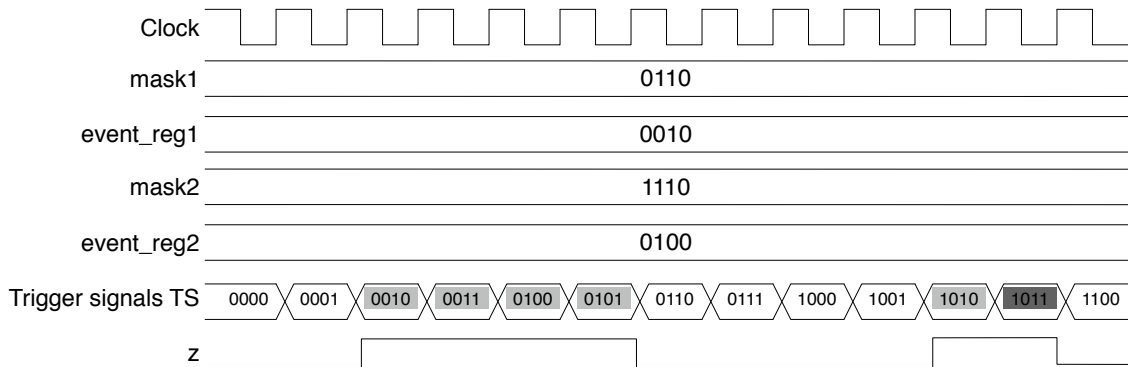 Clock
mask1 0110
event_reg1 0010
mask2 1110
event_reg2 0100
Trigger signals TS 0000 0001 0010 0011 0100 0101 0110 0111 1000 1001 1010 1011 1100
z